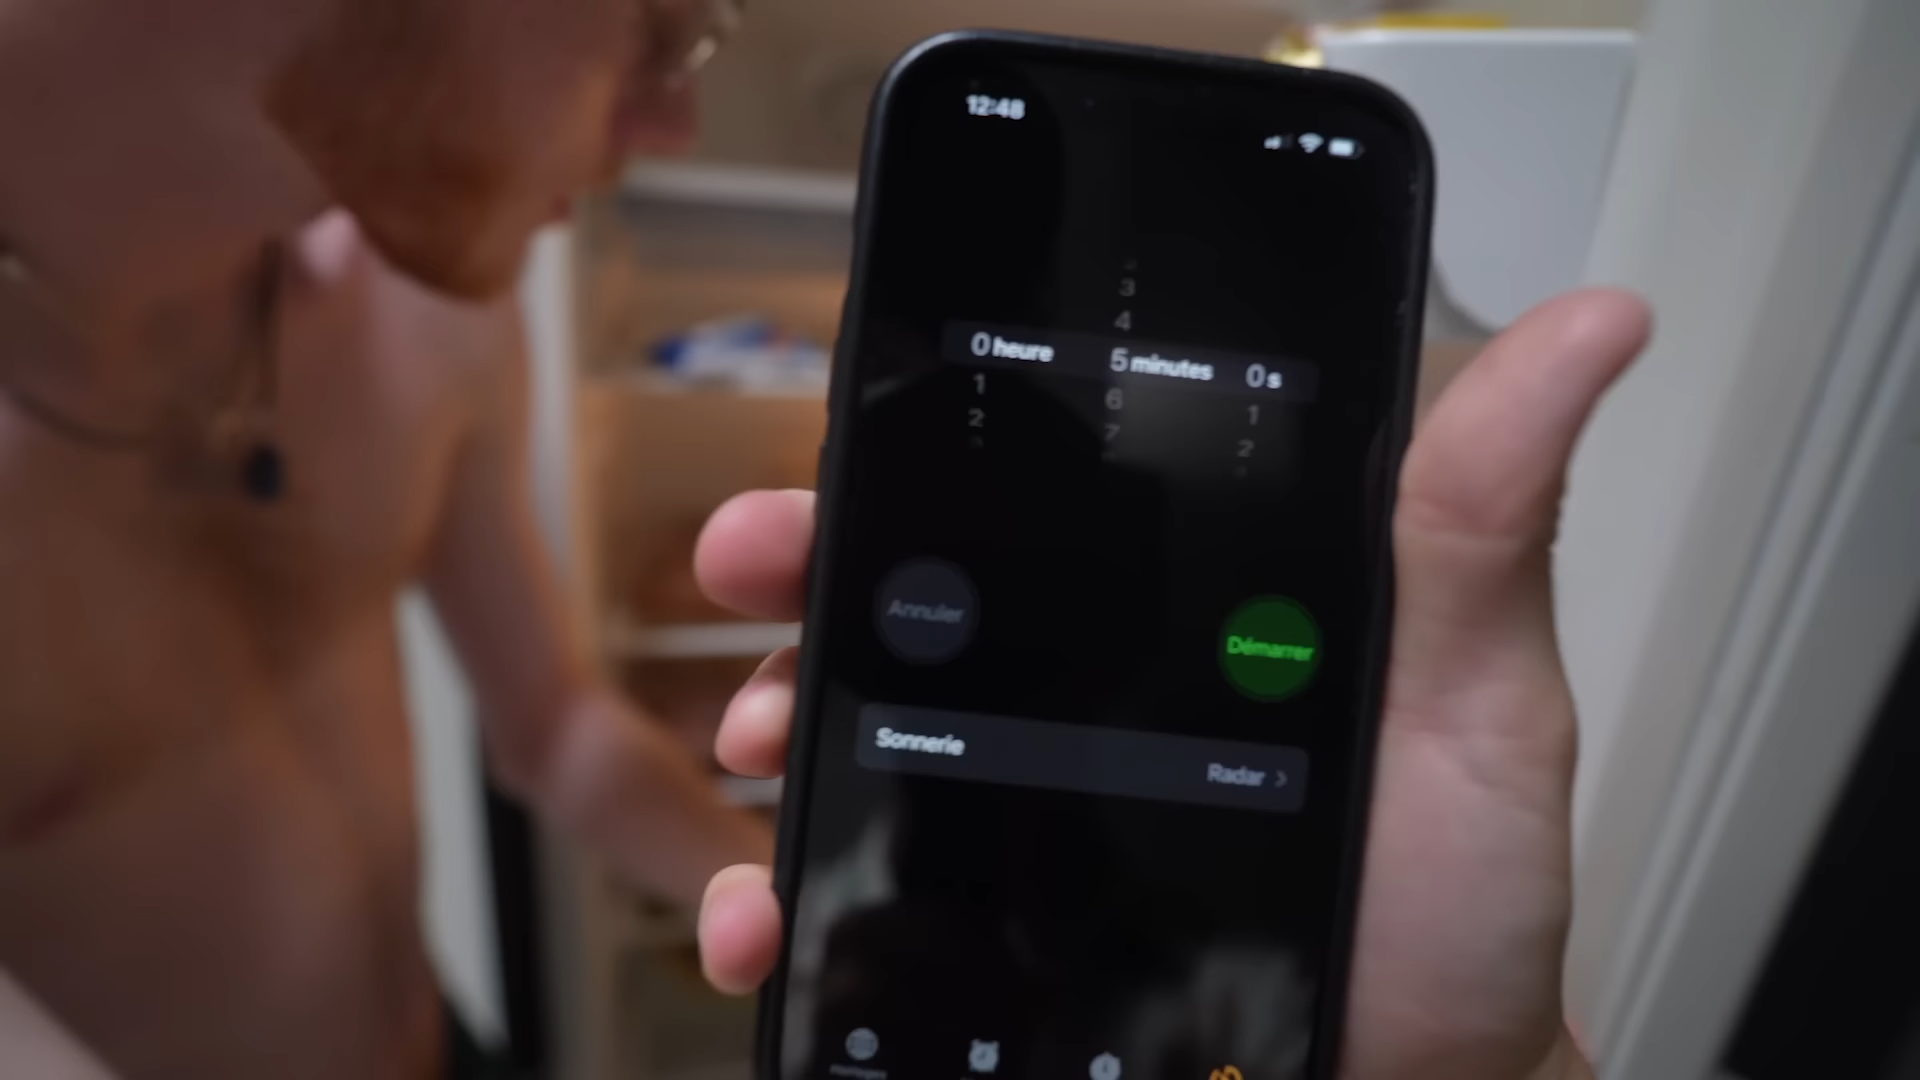 12:48
3
4
0 heure 5 minutes 0 s
1 6 1
2 7 2
Annuler
Démarrer
Sonnerie
Radar >